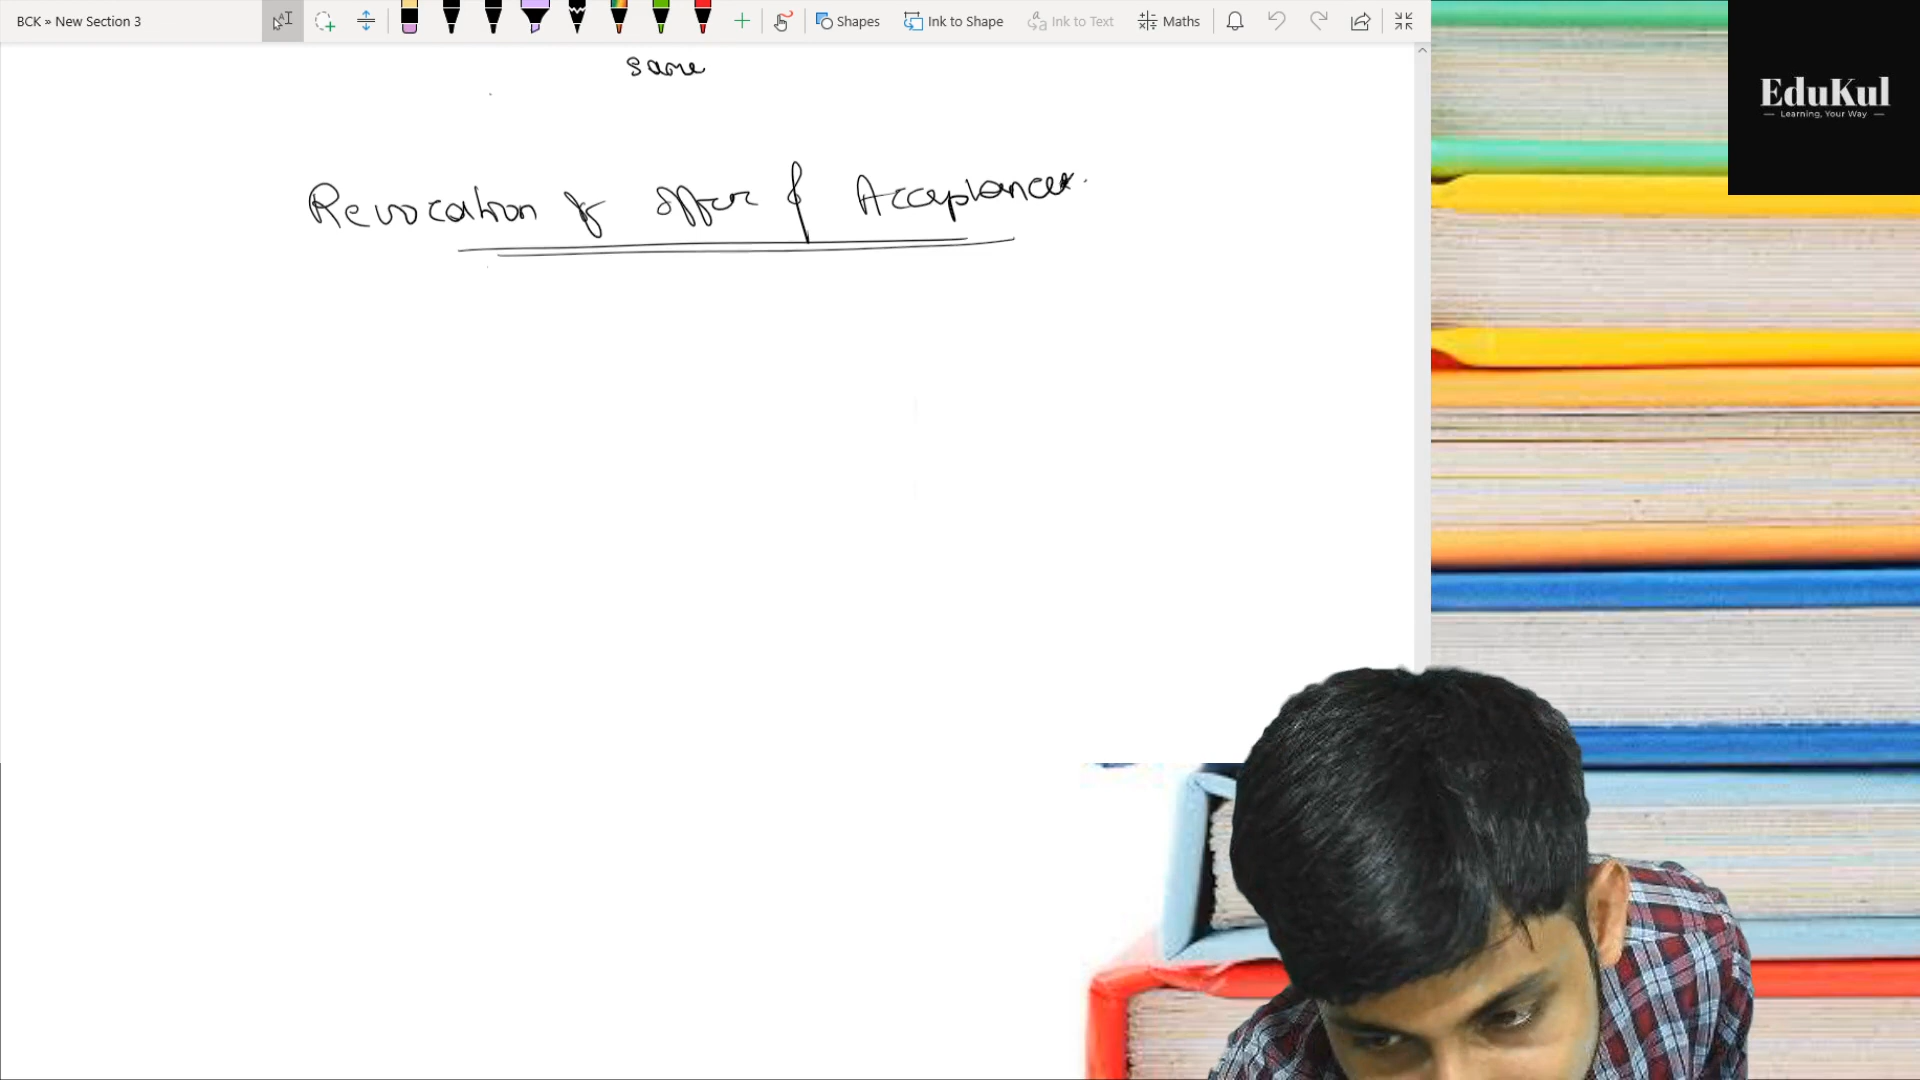 BCK » New Section 3
Shapes
Ink to Shape
Ink to Text
Maths
EduKul
— Learning, Your Way —
same
Revocation of offer & Acceptance.